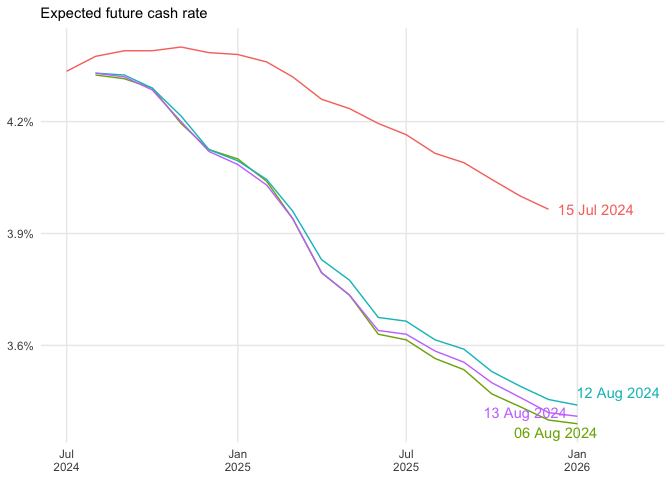 Expected future cash rate
4.2%
3.9%
3.6%
15 Jul 2024
12 Aug 2024
13 Aug 2024
06 Aug 2024
Jul Jan Jul Jan
2024 2025 2025 2026